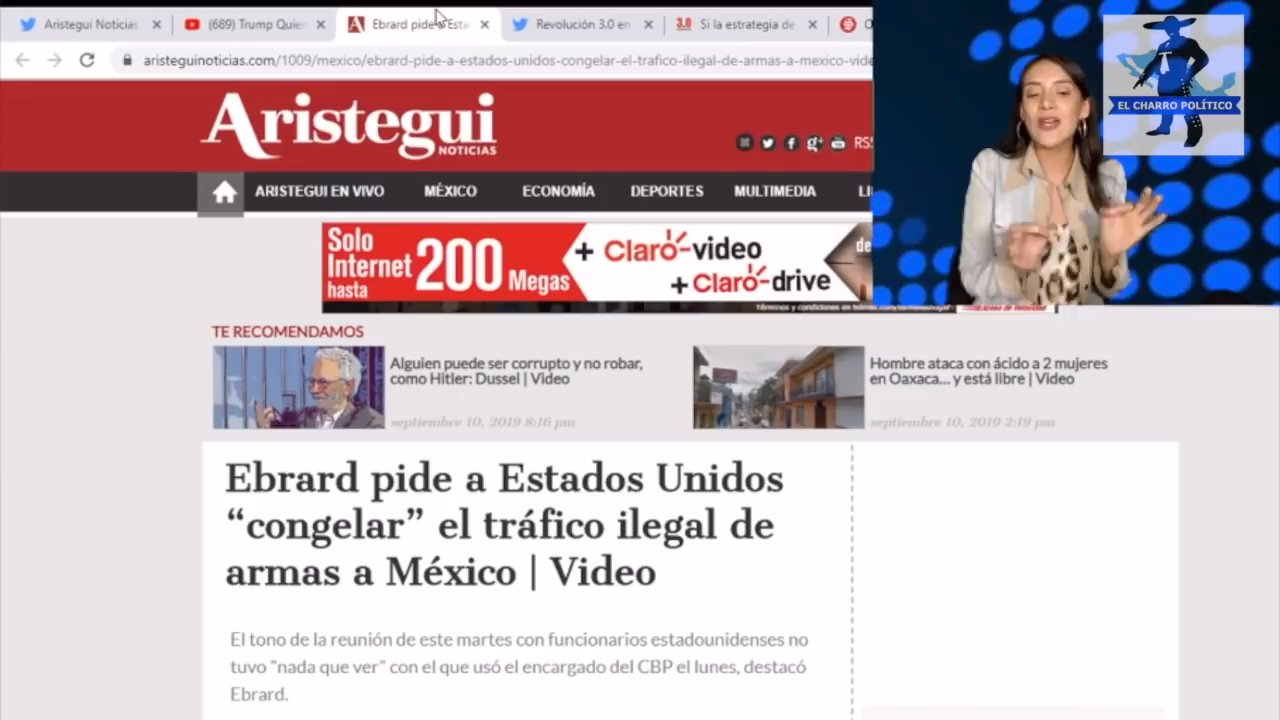 Aristegui Noticias
(689) Trump Quie
Ebrard pide a Esta
Revolución 3.0 en
3.0 Si la estrategia de
aristeguinoticias.com/1009/mexico/ebrard-pide-a-estados-unidos-congelar-el-trafico-ilegal-de-armas-a-mexico-vide
EL CHARRO POLÍTICO
Aristegui
NOTICIAS
RSS
ARISTEGUI EN VIVO MÉXICO ECONOMÍA DEPORTES MULTIMEDIA LI
Solo
Internet
hasta
200 Megas
+ Claro-video
+ Claro-drive
de
TE RECOMENDAMOS
Alguien puede ser corrupto y no robar,
como Hitler: Dussel | Video
septiembre 10, 2019 8:16 pm
Hombre ataca con ácido a 2 mujeres
en Oaxaca... y está libre | Video
septiembre 10, 2019 2:19 pm
Ebrard pide a Estados Unidos
“congelar” el tráfico ilegal de
armas a México | Video
El tono de la reunión de este martes con funcionarios estadounidenses no
tuvo "nada que ver" con el que usó el encargado del CBP el lunes, destacó
Ebrard.